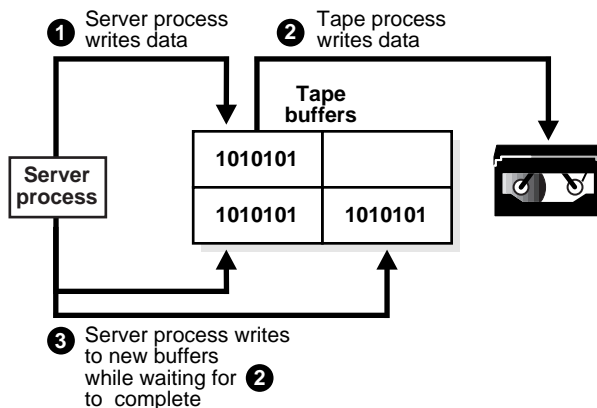 1 Server process
writes data
2 Tape process
writes data
Tape
buffers
1010101
Server
process
1010101 1010101
3 Server process writes
to new buffers
while waiting for 2
to complete